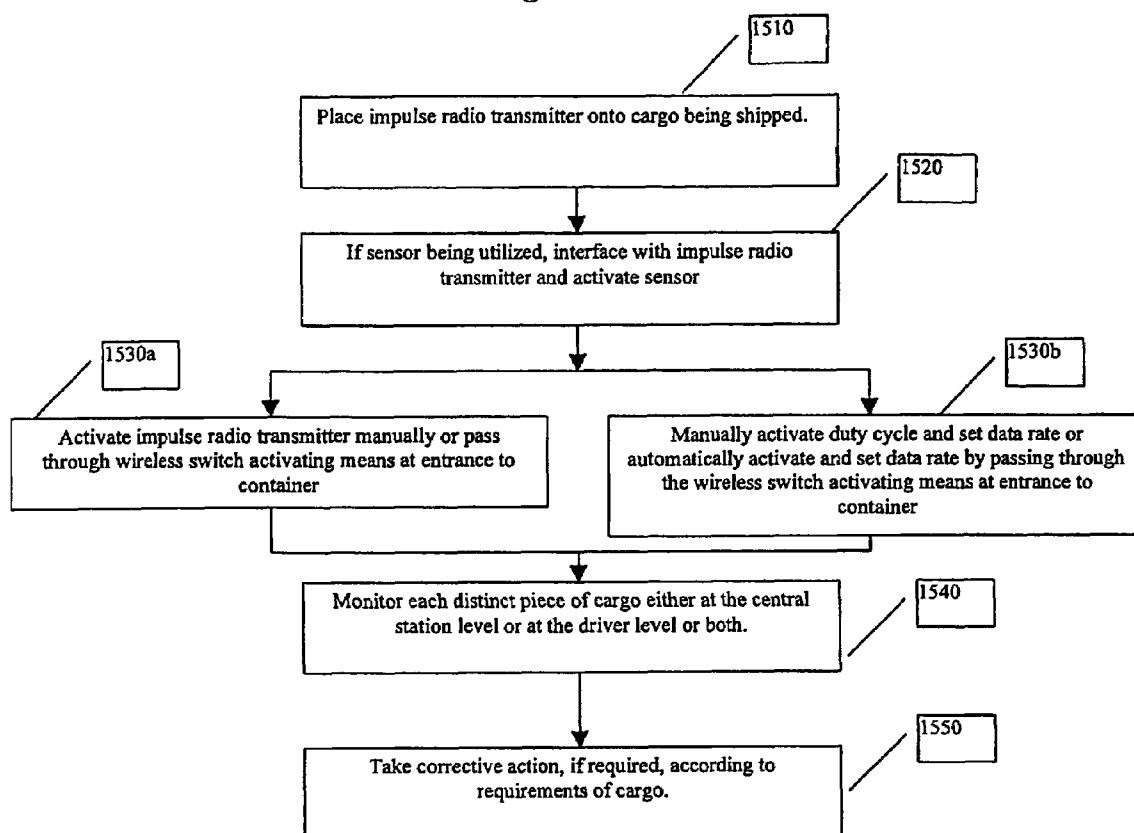 1510
Place impulse radio transmitter onto cargo being shipped.
1520
If sensor being utilized, interface with impulse radio
transmitter and activate sensor
1530a
1530b
Activate impulse radio transmitter manually or pass
through wireless switch activating means at entrance to
container
Manually activate duty cycle and set data rate or
automatically activate and set data rate by passing through
the wireless switch activating means at entrance to
container
Monitor each distinct piece of cargo either at the central
station level or at the driver level or both.
1540
1550
Take corrective action, if required, according to
requirements of cargo.